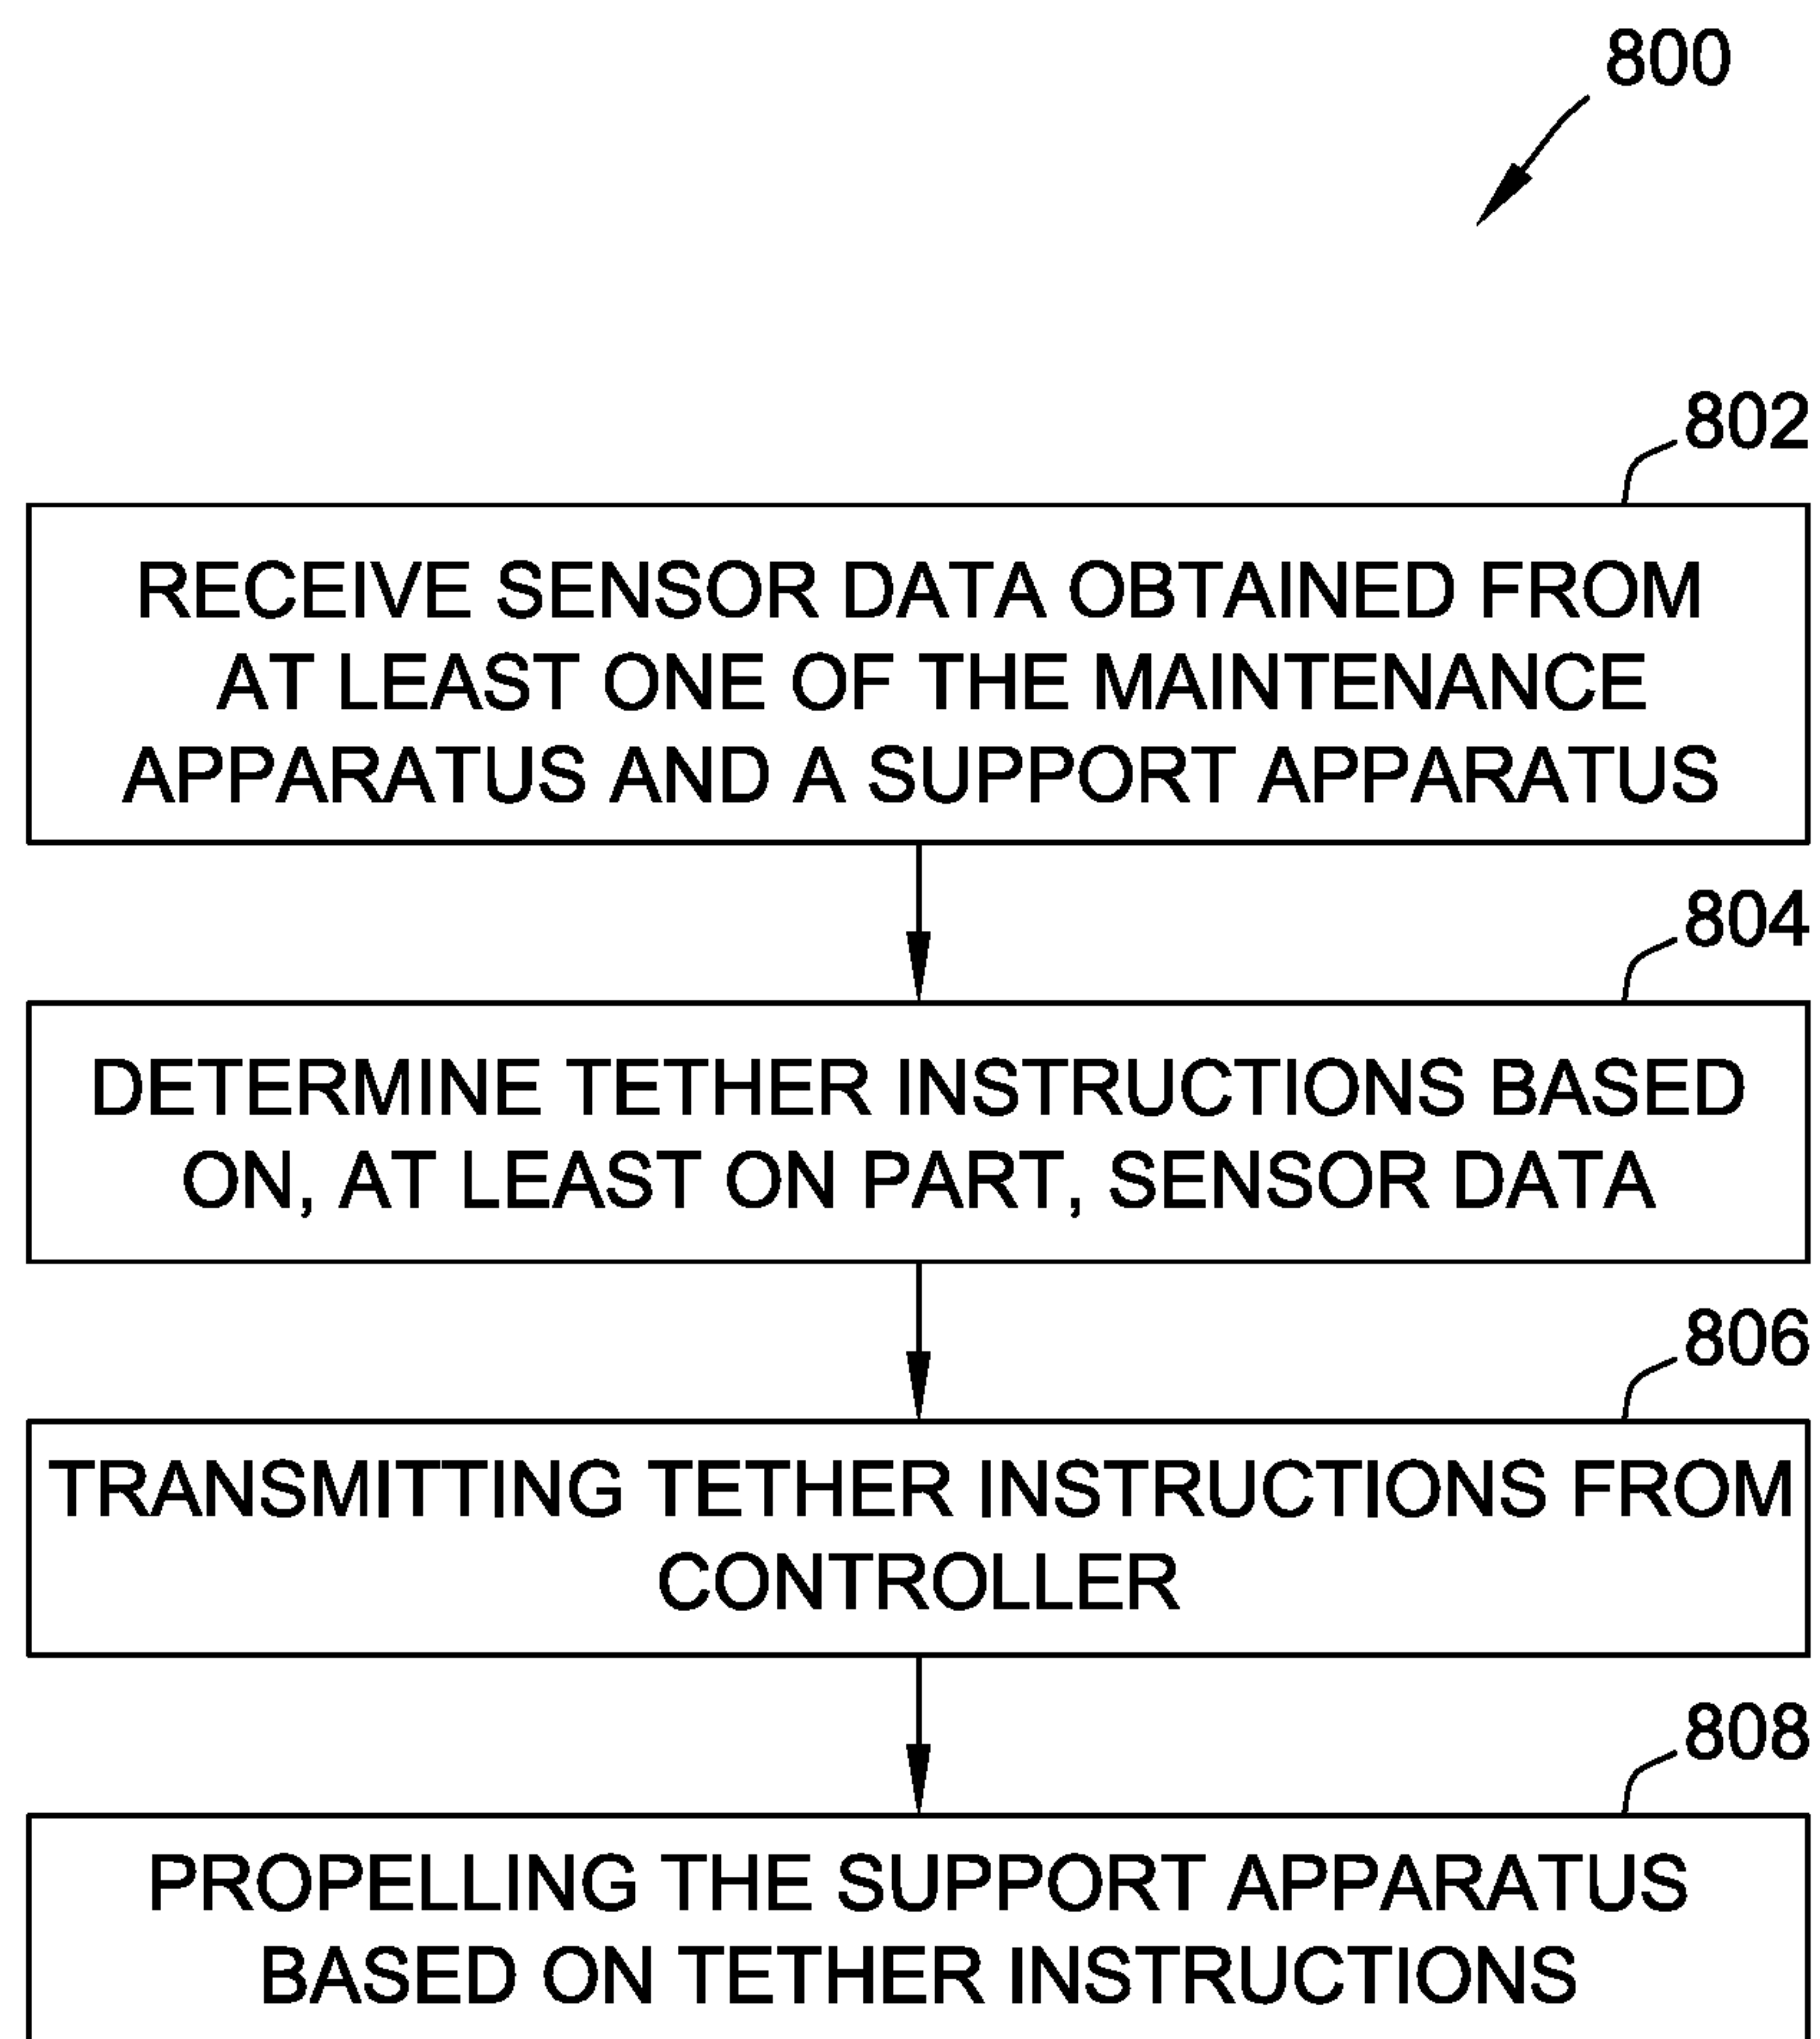 800
802
RECEIVE SENSOR DATA OBTAINED FROM
AT LEAST ONE OF THE MAINTENANCE
APPARATUS AND A SUPPORT APPARATUS
804
DETERMINE TETHER INSTRUCTIONS BASED
ON, AT LEAST ON PART, SENSOR DATA
806
TRANSMITTING TETHER INSTRUCTIONS FROM
CONTROLLER
808
PROPELLING THE SUPPORT APPARATUS
BASED ON TETHER INSTRUCTIONS